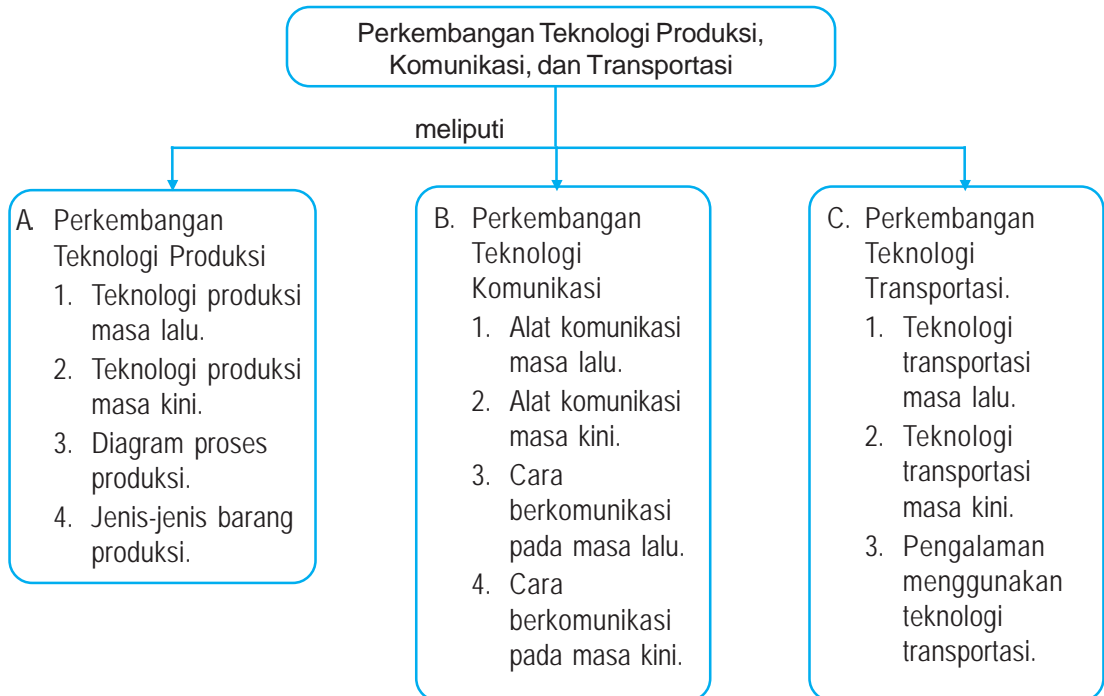 Perkembangan Teknologi Produksi,
Komunikasi, dan Transportasi
meliputi
A. Perkembangan
Teknologi Produksi
1. Teknologi produksi
masa lalu.
2. Teknologi produksi
masa kini.
3. Diagram proses
produksi.
4. Jenis-jenis barang
produksi.
B. Perkembangan
Teknologi
Komunikasi
1. Alat komunikasi
masa lalu.
2. Alat komunikasi
masa kini.
3. Cara
berkomunikasi
pada masa lalu.
4. Cara
berkomunikasi
pada masa kini.
C. Perkembangan
Teknologi
Transportasi.
1. Teknologi
transportasi
masa lalu.
2. Teknologi
transportasi
masa kini.
3. Pengalaman
menggunakan
teknologi
transportasi.